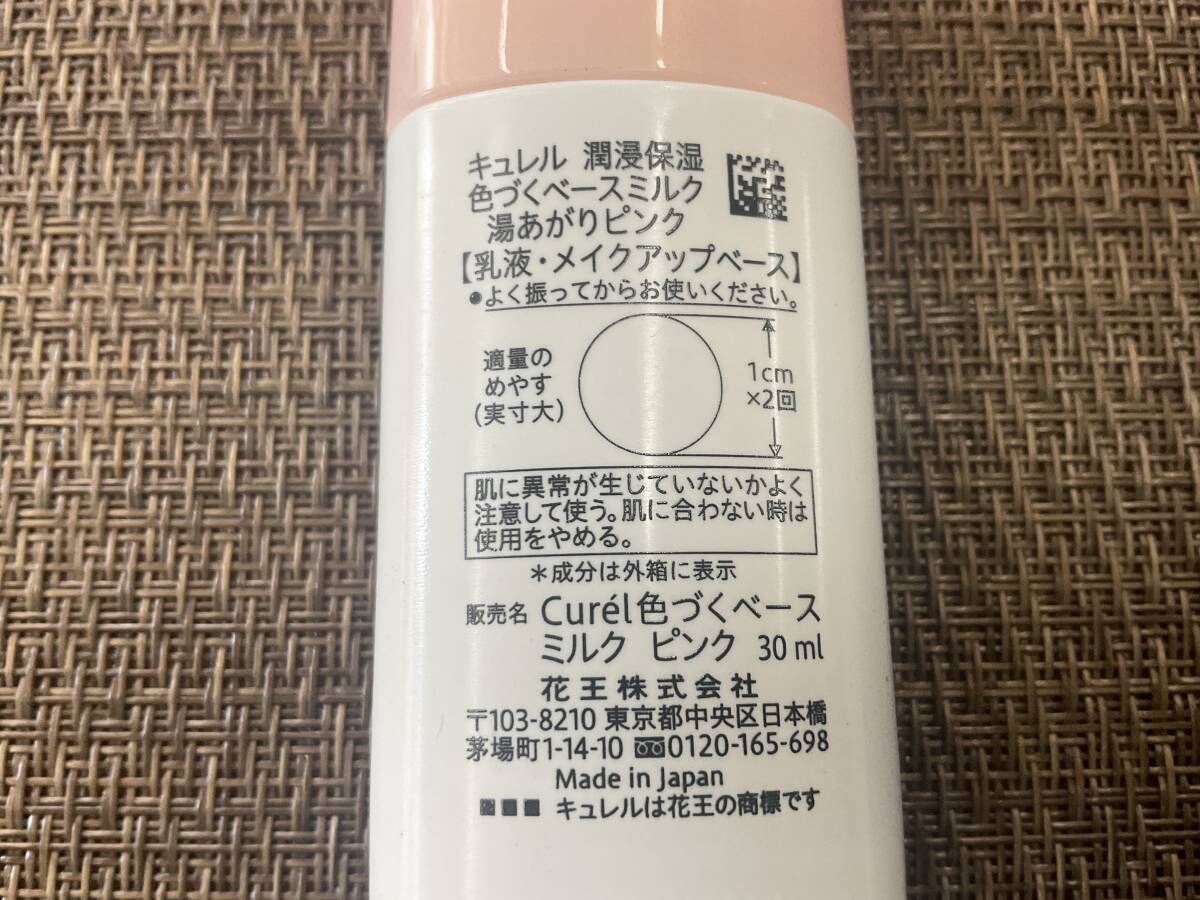 キュレル 潤浸保湿
色づくベースミルク
湯あがりピンク
【乳液・メイクアップベース】
●よく振ってからお使いください。
適量の
めやす
(実寸大)
1cm
×2回
肌に異常が生じていないかよく
注意して使う。肌に合わない時は
使用をやめる。
＊成分は外箱に表示
販売名 Curél色づくベース
ミルク ピンク 30 ml
花王株式会社
〒103-8210 東京都中央区日本橋
茅場町1-14-10 0120-165-698
Made in Japan
■■■ キュレルは花王の商標です